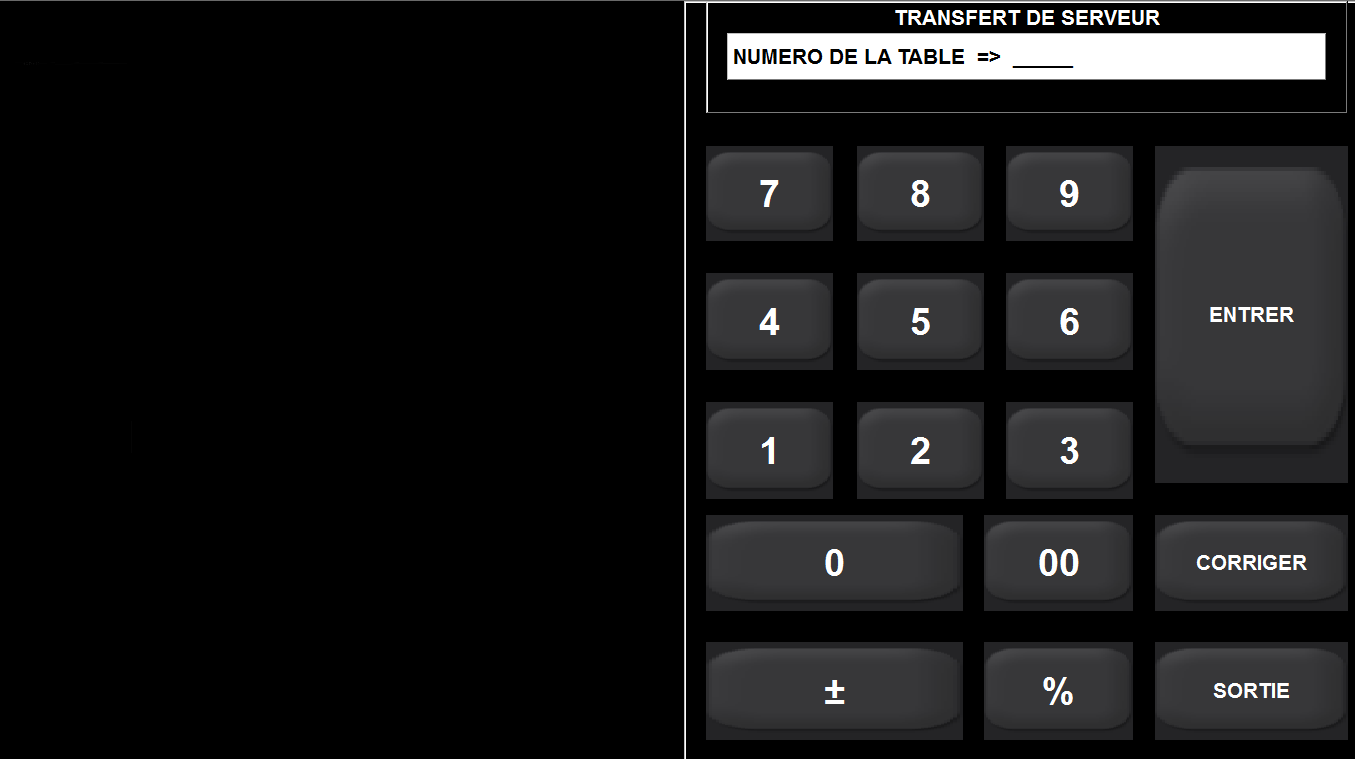 TRANSFERT DE SERVEUR
NUMERO DE LA TABLE => _____
7 8 9
4 5 6 ENTRER
1 2 3
0 00 CORRIGER
± % SORTIE